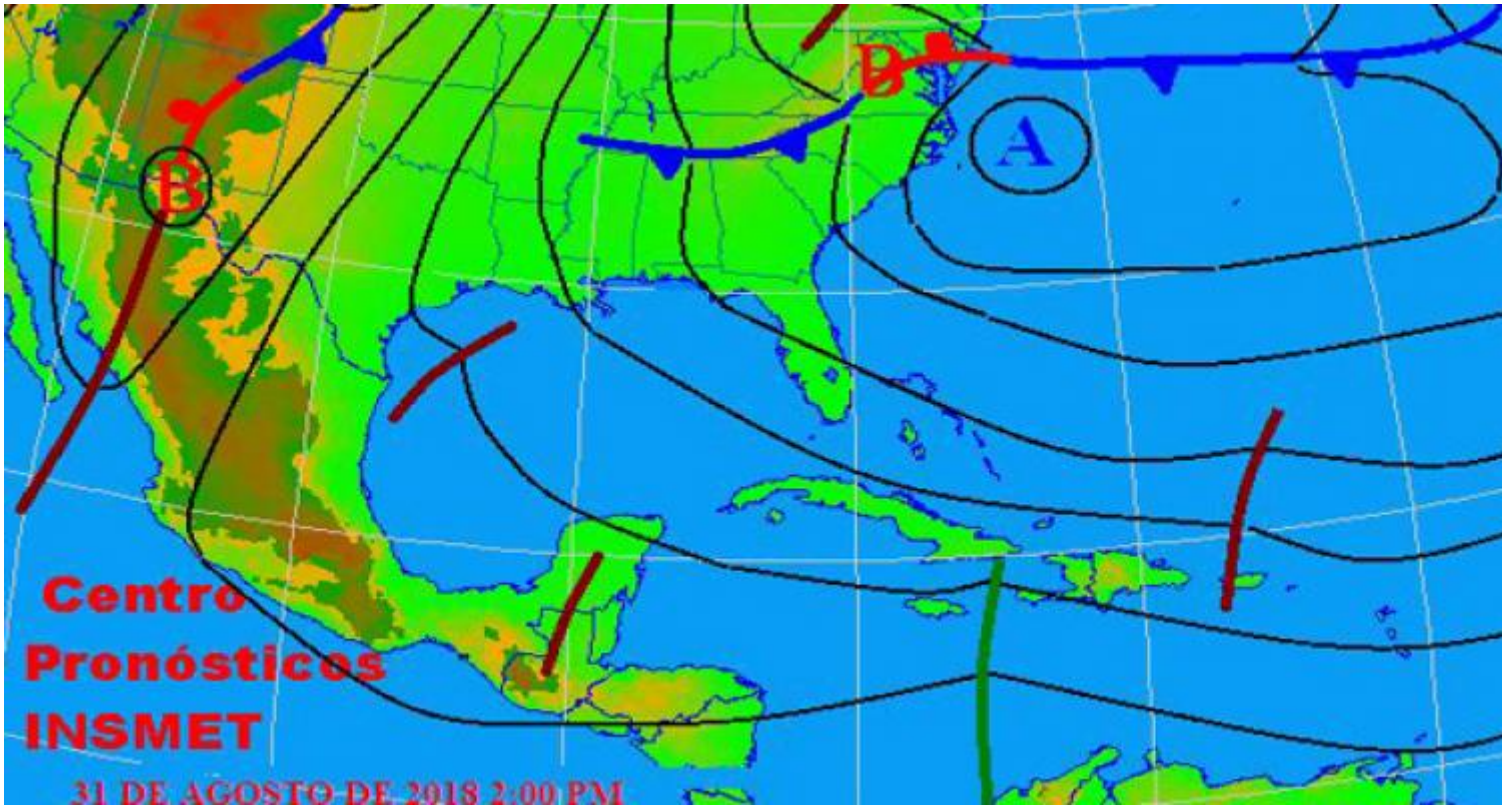 B
A
B
Centro
Pronósticos
INSMET
31 DE AGOSTO DE 2018 2:00 PM